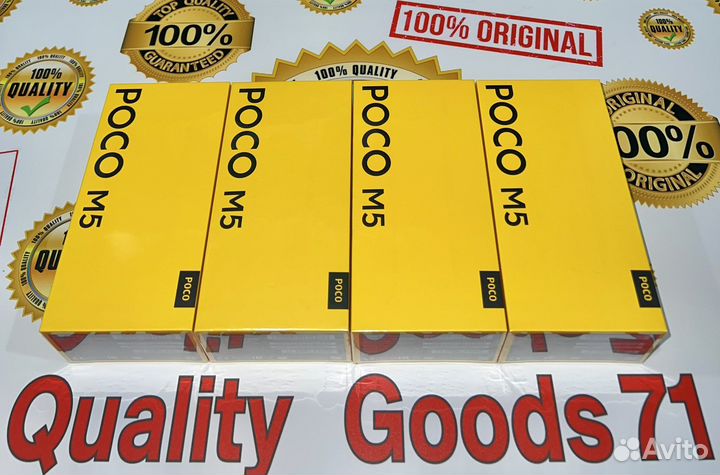 TOP QUALITY
100%
GUARANTEED
100% ORIGINAL
100%
QUALITY
100% QUALITY
ORIGINAL
100%
ORIGINAL
POCO M5
POCO M5
POCO M5
POCO M5
POCO
POCO
POCO
POCO
Quality Goods 71
Avito